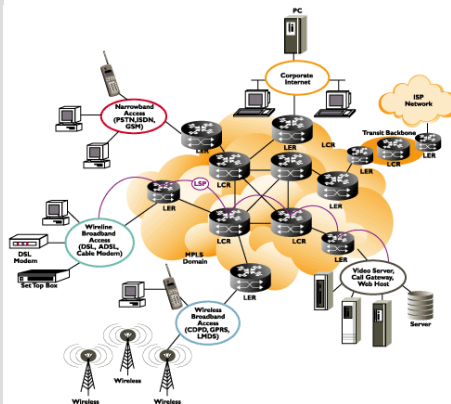 PC
Corporate
Internet
Narrowband
Access
(PSTN,ISDN,
GSM)
LER
LER
LCR
ISP
Network
Transit Backbone
LER
LCR
LER
LCR
LCR
LER
LSP
LER
Wireline
Broadband
Access
(DSL, ADSL,
Cable Modem)
DSL
Modem
Set Top Box
LCR
LCR
MPLS
Domain
LER
LER
Video Server,
Call Gateway,
Web Host
Server
Wireless
Broadband
Access
(CDPD, GPRS,
LMDS)
Wireless
Wireless
Wireless